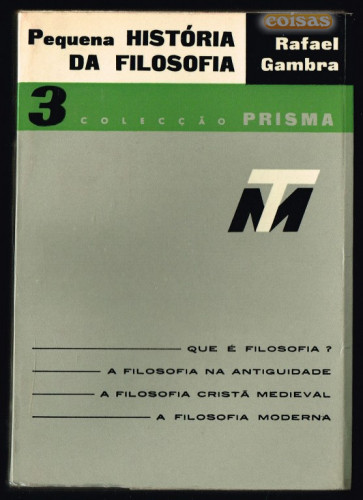 coisas
Pequena HISTÓRIA
DA FILOSOFIA
Rafael
Gambra
3 COLECÇÃO PRISMA
TM
QUE É FILOSOFIA?
A FILOSOFIA NA ANTIGUIDADE
A FILOSOFIA CRISTÃ MEDIEVAL
A FILOSOFIA MODERNA